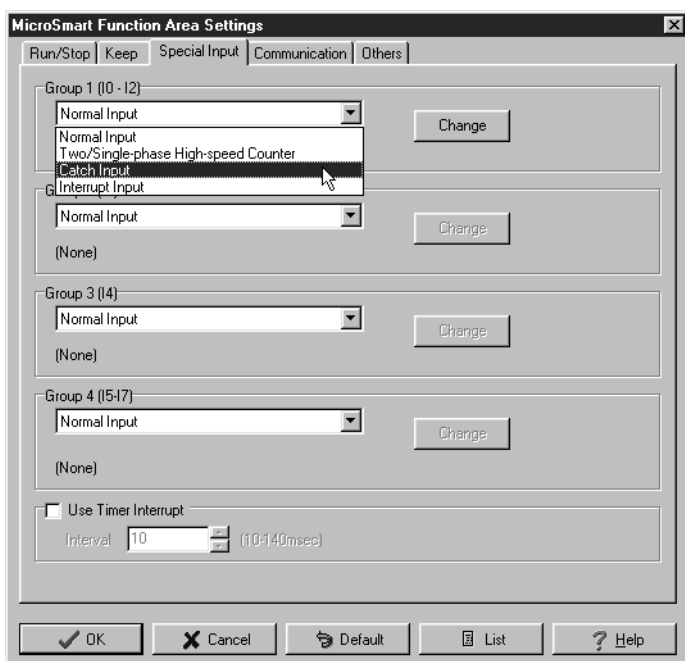 MicroSmart Function Area Settings
Run/Stop Keep Special Input Communication Others
Group 1 (I0 - I2)
Normal Input
Change
Normal Input
Two/Single-phase High-speed Counter
Catch Input
Interrupt Input
Normal Input
Change
(None)
Group 3 (I4)
Normal Input
Change
(None)
Group 4 (I5-I7)
Normal Input
Change
(None)
Use Timer Interrupt
Interval 10 (10-140msec)
OK Cancel Default List Help